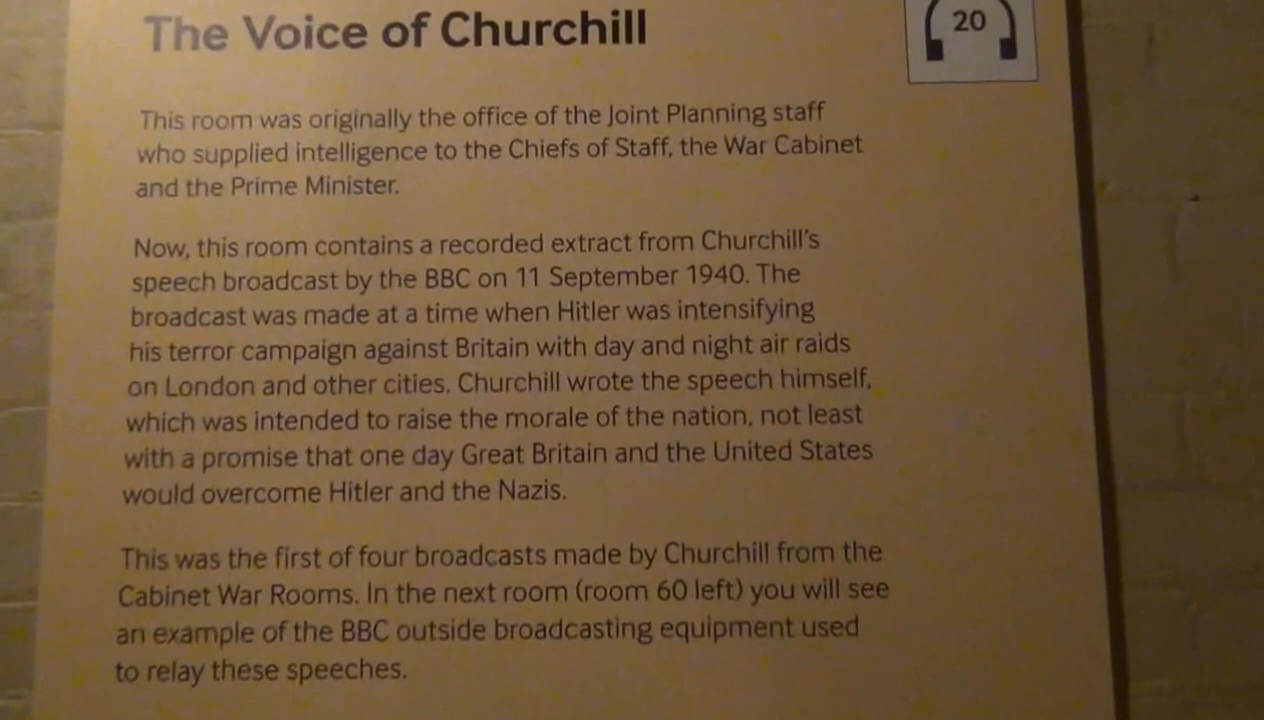 The Voice of Churchill
20
This room was originally the office of the Joint Planning staff
who supplied intelligence to the Chiefs of Staff, the War Cabinet
and the Prime Minister.
Now, this room contains a recorded extract from Churchill's
speech broadcast by the BBC on 11 September 1940. The
broadcast was made at a time when Hitler was intensifying
his terror campaign against Britain with day and night air raids
on London and other cities. Churchill wrote the speech himself,
which was intended to raise the morale of the nation, not least
with a promise that one day Great Britain and the United States
would overcome Hitler and the Nazis.
This was the first of four broadcasts made by Churchill from the
Cabinet War Rooms. In the next room (room 60 left) you will see
an example of the BBC outside broadcasting equipment used
to relay these speeches.